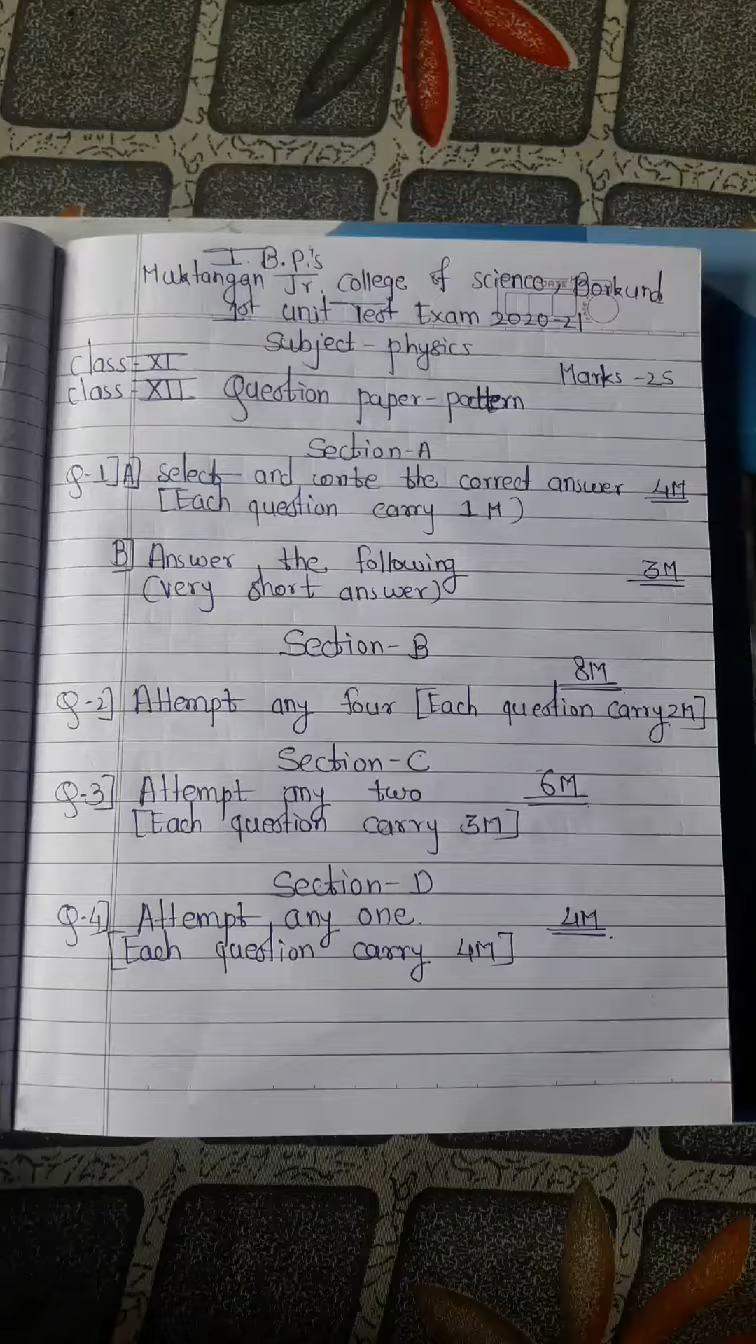 I. B.P.'s
Muktangan Jr. college of science, Borkund
1st unit Test Exam 2020-21
Subject - physics
class - XI
Marks - 25
class - XII Question paper - pattern
Section - A
Q-1] A] select and write the correct answer 4M
[Each question carry 1M)
B] Answer the following 3M
(very short answer)
Section - B
8M
Q-2] Attempt any four [Each question carry 2M]
Section - C
Q-3] Attempt any two 6M
[Each question carry 3M]
Section - D
Q-4] Attempt any one. 4M
[Each question carry 4M]